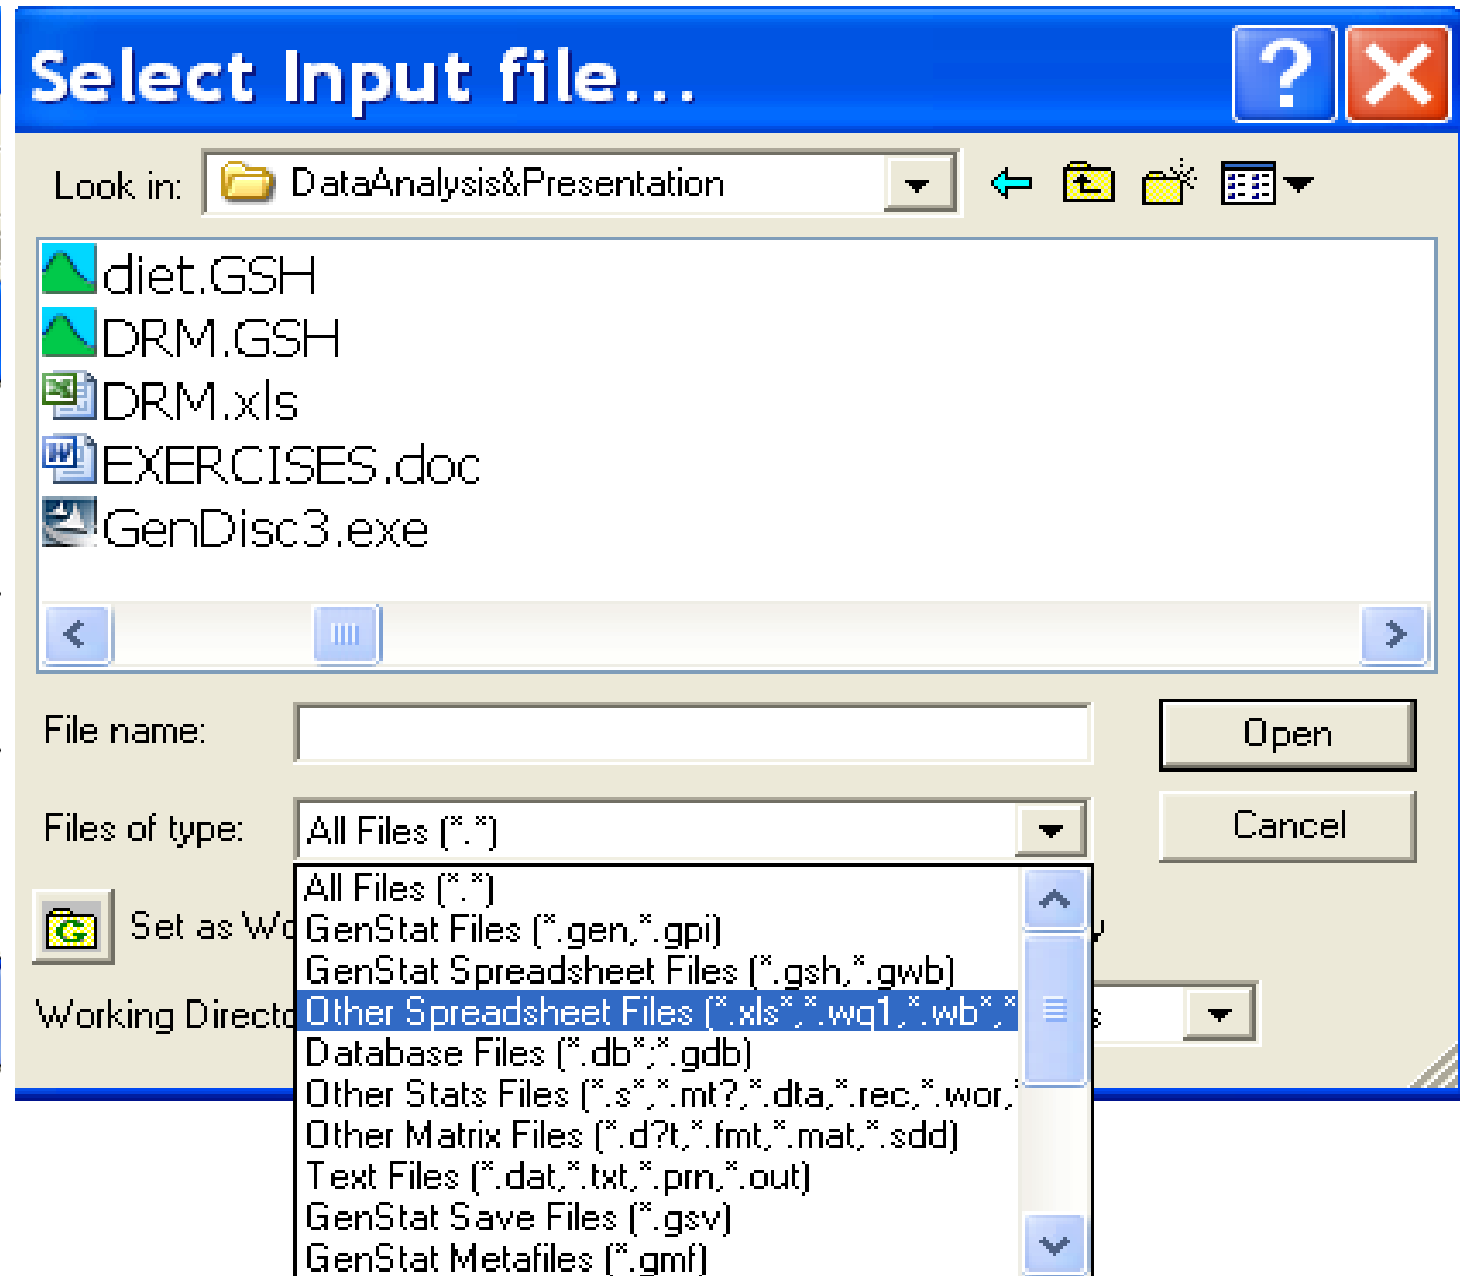 Select Input file...
Look in: DataAnalysis&Presentation
diet.GSH
DRM.GSH
DRM.xls
EXERCISES.doc
GenDisc3.exe
File name: Open
Files of type: All Files (*.*) Cancel
All Files (*.*)
Set as
GenStat Files (*.gen,*.gpi)
GenStat Spreadsheet Files (*.gsh,*.gwb)
Working Other Spreadsheet Files (*.xls*,*.wq1,*.wb*,*
Database Files (*.db*;*.gdb)
Other Stats Files (*.s*,*.mt?,*.dta,*.rec,*.wor,*
Other Matrix Files (*.d?t,*.fmt,*.mat,*.sdd)
Text Files (*.dat,*.txt,*.prn,*.out)
GenStat Save Files (*.gsv)
GenStat Metafiles (*.gmf)